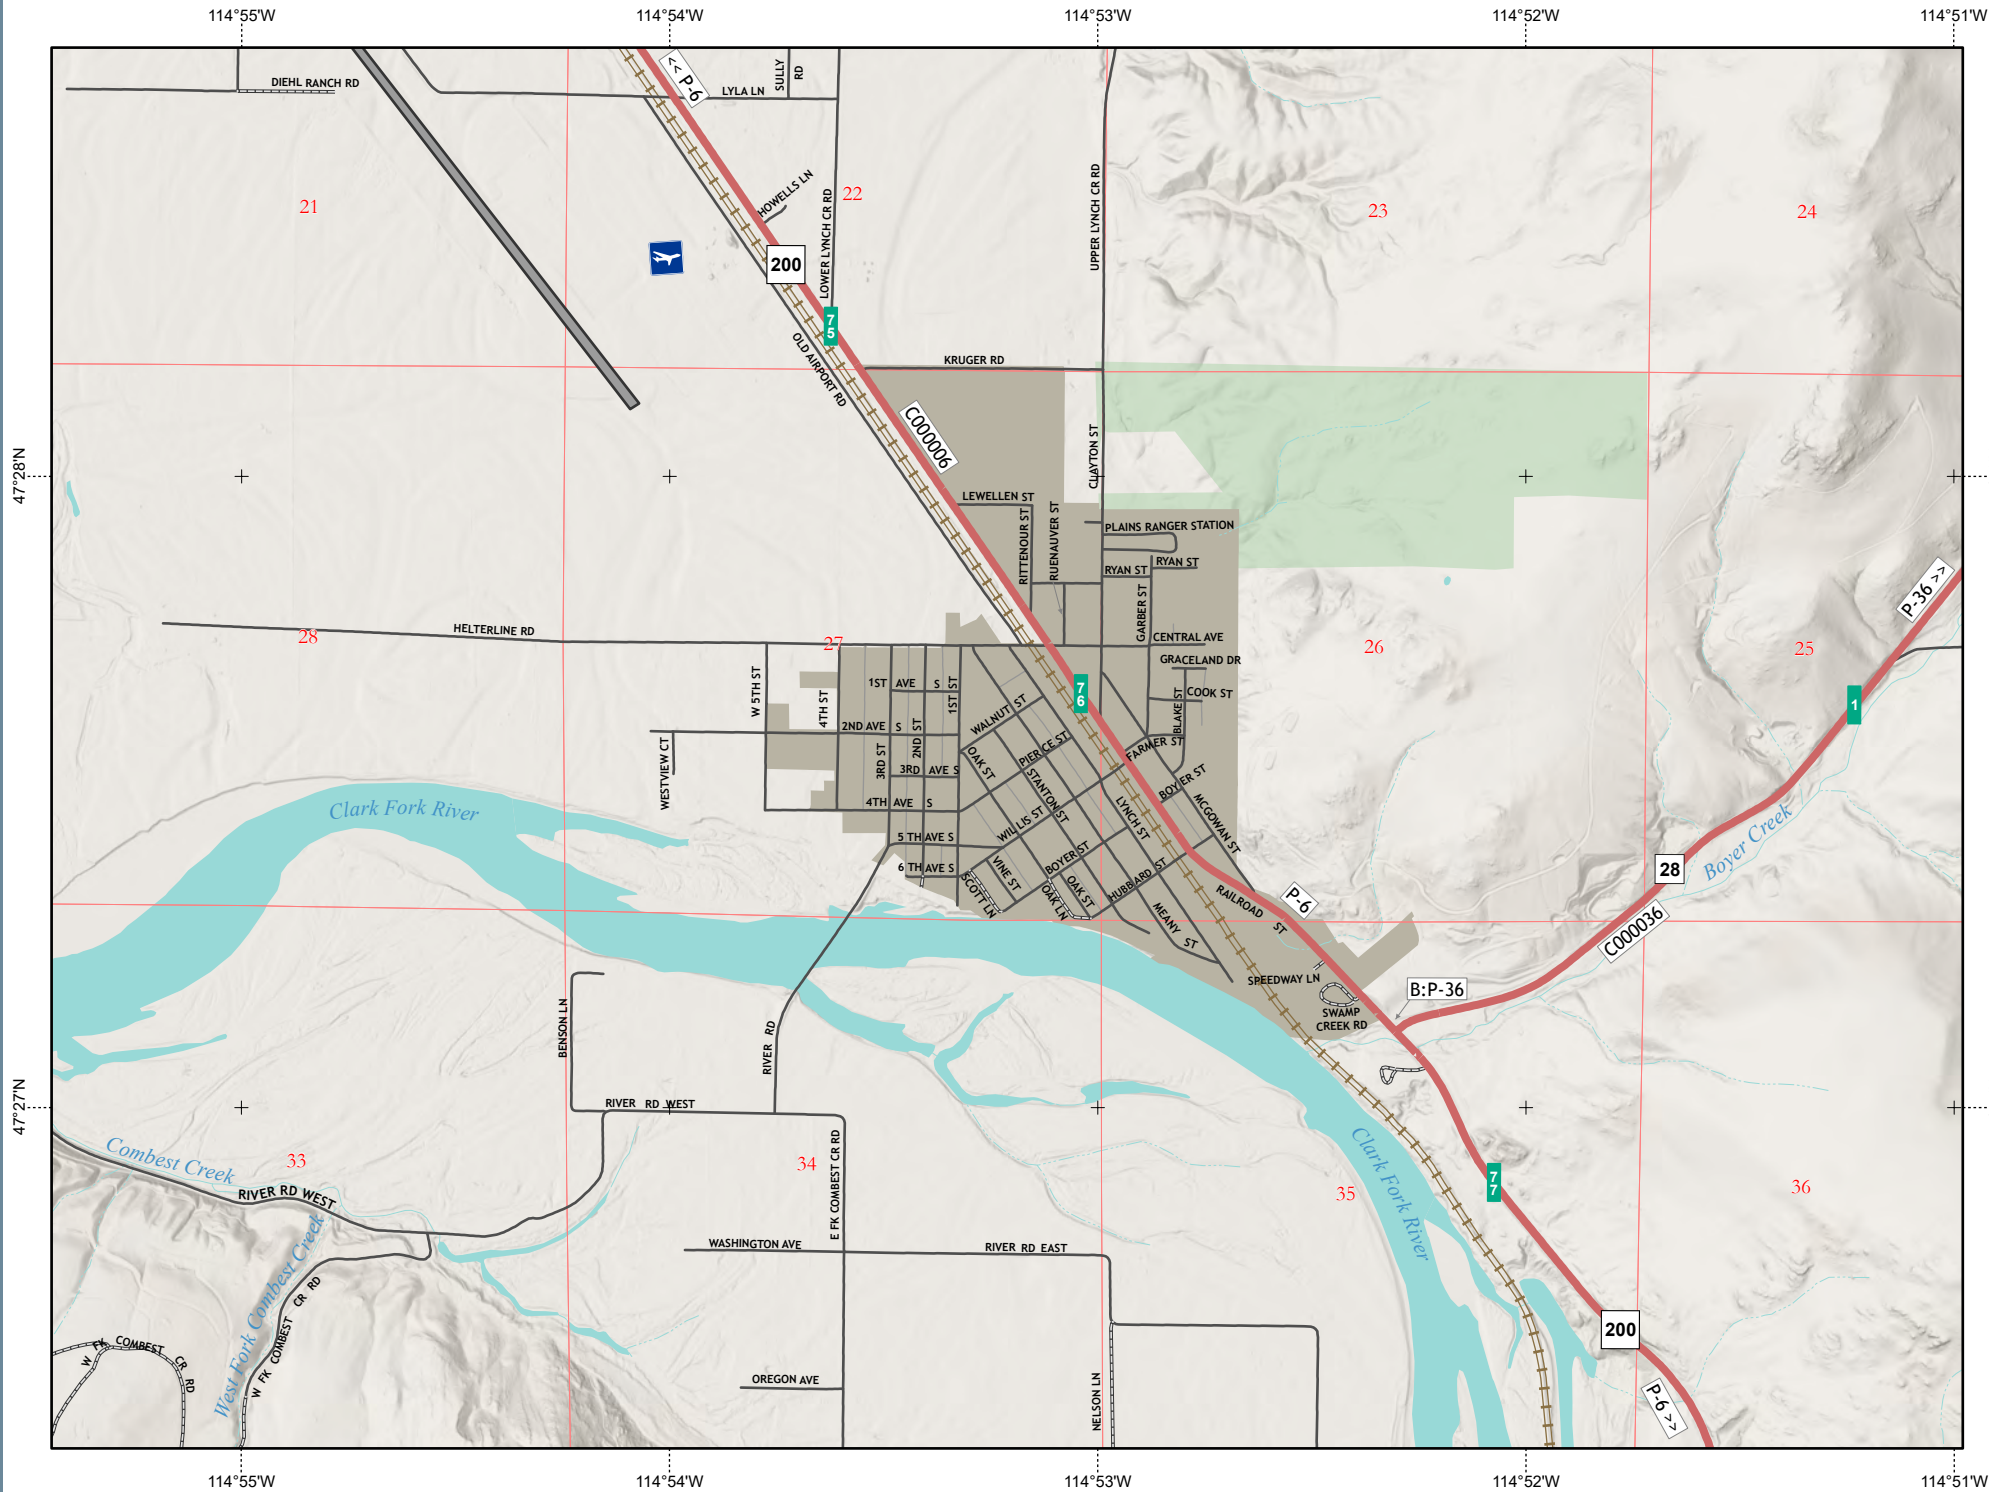 114°55'W
114°54'W
114°53'W
114°52'W
114°51'W
DIEHL RANCH RD
<< P-6
LYLA LN
SULLY
RD
HOWELLS LN
LOWER LYNCH CR RD
UPPER LYNCH CR RD
21
22
23
24
200
7
5
OLD AIRPORT RD
KRUGER RD
C000006
CLAYTON ST
47°28'N
LEWELLEN ST
RITTENOUR ST
RUENAUVER ST
PLAINS RANGER STATION
RYAN ST
RYAN ST
GARBER ST
P-36 >>
HELTERLINE RD
28
27
26
25
CENTRAL AVE
GRACELAND DR
COOK ST
BLAKE ST
W 5TH ST
4TH ST
1ST AVE S
1ST ST
7
6
1
2ND AVE S
2ND ST
3RD ST
WALNUT ST
WESTVIEW CT
3RD AVE S
OAK ST
PIERCE ST
FARMER ST
STANTON ST
BOYER ST
4TH AVE S
LYNCH ST
MCGOWAN ST
Clark Fork River
WILLIS ST
5 TH AVE S
6 TH AVE S
VINE ST
BOYER ST
SCOTT LN
OAK LN
OAK ST
HUBBARD ST
MEANY ST
RAILROAD ST
P-6
28
Boyer Creek
C000036
SPEEDWAY LN
B:P-36
SWAMP
CREEK RD
BENSON LN
RIVER RD
47°27'N
RIVER RD WEST
Combest Creek
33
34
35
36
RIVER RD WEST
E FK COMBEST CR RD
Clark Fork River
7
7
West Fork Combest Creek
WASHINGTON AVE
RIVER RD EAST
W FK COMBEST CR RD
W FK COMBEST CR RD
200
OREGON AVE
NELSON LN
P-6 >>
114°55'W
114°54'W
114°53'W
114°52'W
114°51'W